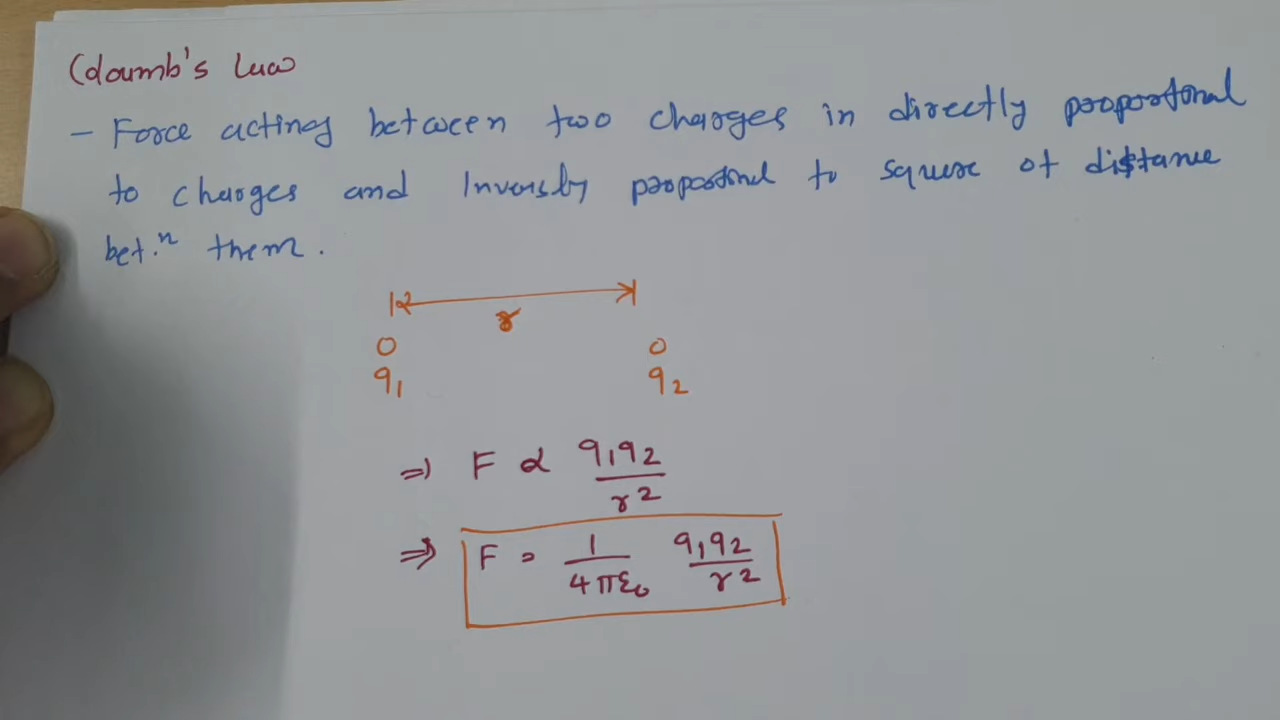 Coloumb's Law
- Force acting between two charges in directly proportional
to charges and Inversly proportional to square of distance
bet.ⁿ them.
r
q₁ q₂
⇒ F ∝ q₁q₂/r²
⇒ F = 1/4πε₀ q₁q₂/r²